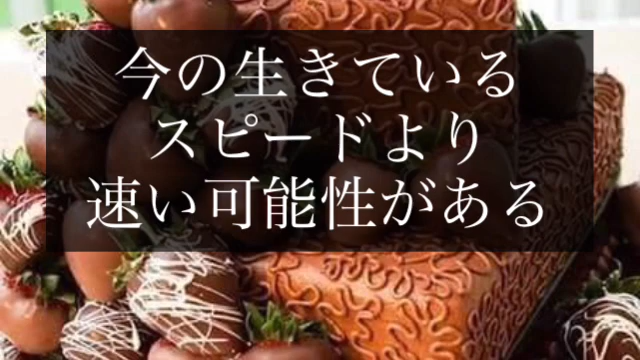 今の生きている
スピードより
速い可能性がある